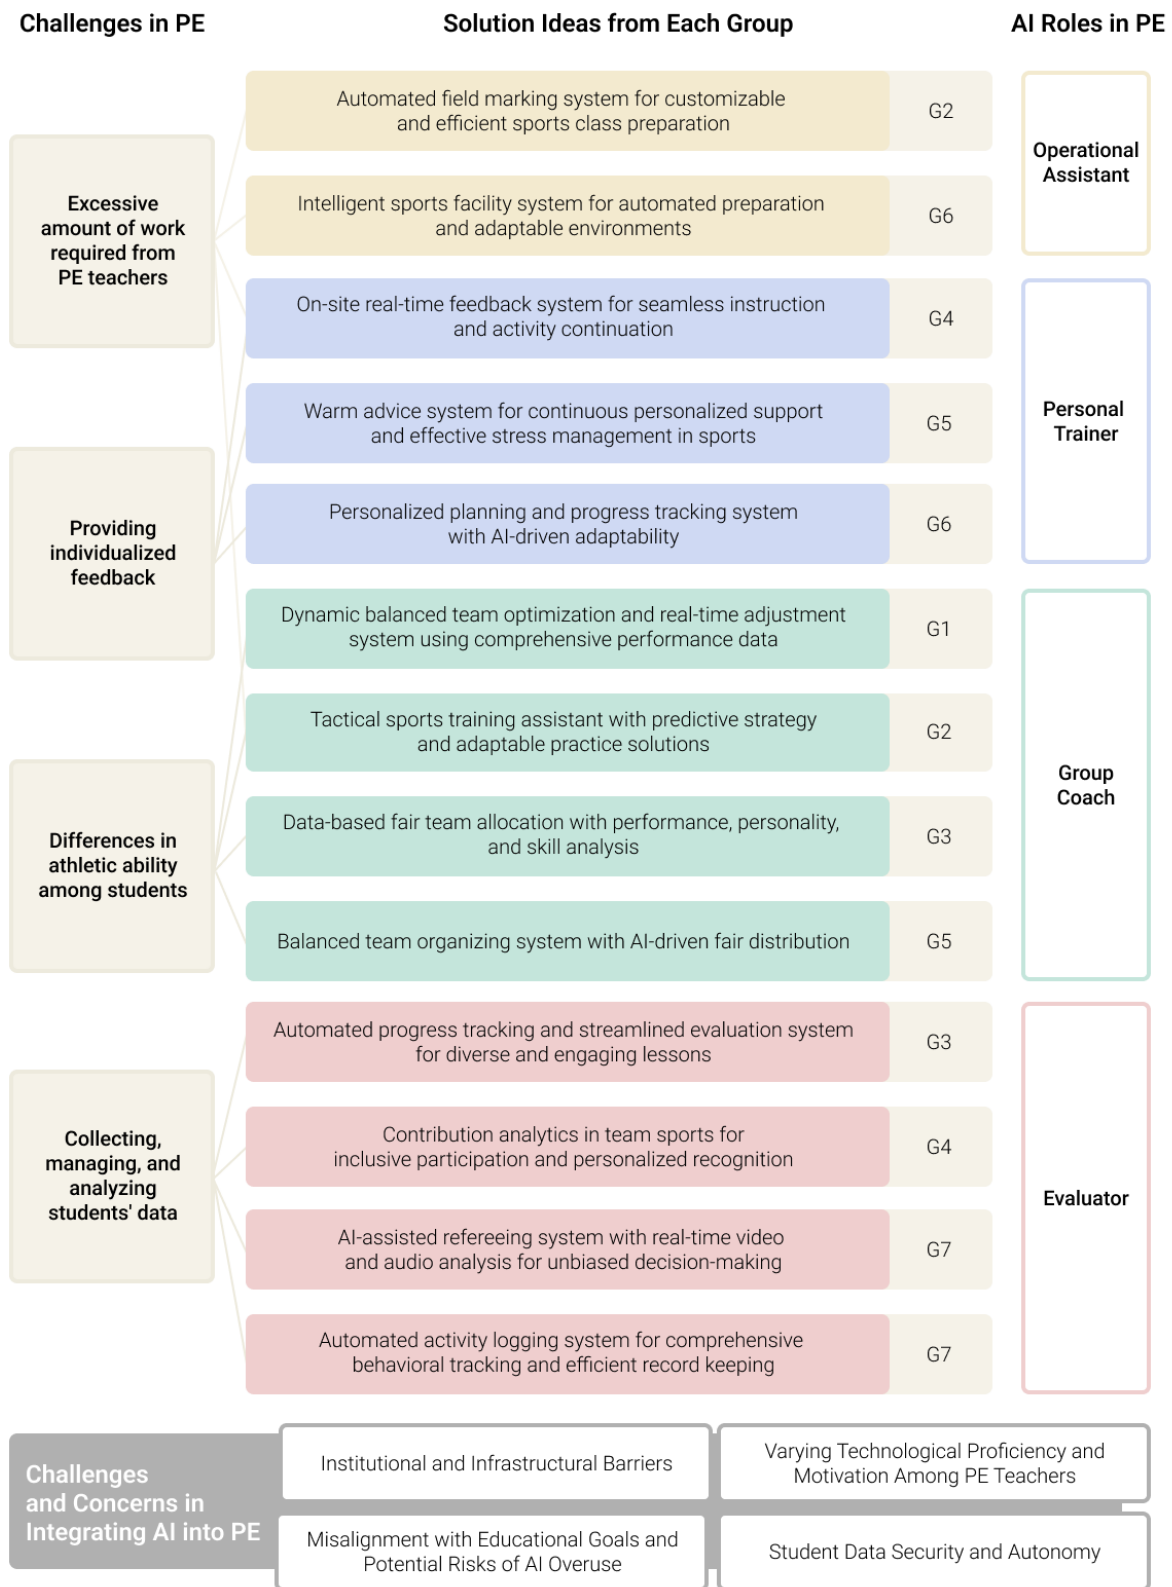 Challenges in PE
Solution Ideas from Each Group
AI Roles in PE
Excessive
amount of work
required from
PE teachers
Providing
individualized
feedback
Differences in
athletic ability
among students
Collecting,
managing, and
analyzing
students' data
Automated field marking system for customizable
and efficient sports class preparation
G2
Intelligent sports facility system for automated preparation
and adaptable environments
G6
On-site real-time feedback system for seamless instruction
and activity continuation
G4
Warm advice system for continuous personalized support
and effective stress management in sports
G5
Personalized planning and progress tracking system
with AI-driven adaptability
G6
Dynamic balanced team optimization and real-time adjustment
system using comprehensive performance data
G1
Tactical sports training assistant with predictive strategy
and adaptable practice solutions
G2
Data-based fair team allocation with performance, personality,
and skill analysis
G3
Balanced team organizing system with AI-driven fair distribution
G5
Automated progress tracking and streamlined evaluation system
for diverse and engaging lessons
G3
Contribution analytics in team sports for
inclusive participation and personalized recognition
G4
AI-assisted refereeing system with real-time video
and audio analysis for unbiased decision-making
G7
Automated activity logging system for comprehensive
behavioral tracking and efficient record keeping
G7
Operational
Assistant
Personal
Trainer
Group
Coach
Evaluator
Challenges
and Concerns in
Integrating AI into PE
Institutional and Infrastructural Barriers
Varying Technological Proficiency and
Motivation Among PE Teachers
Misalignment with Educational Goals and
Potential Risks of AI Overuse
Student Data Security and Autonomy